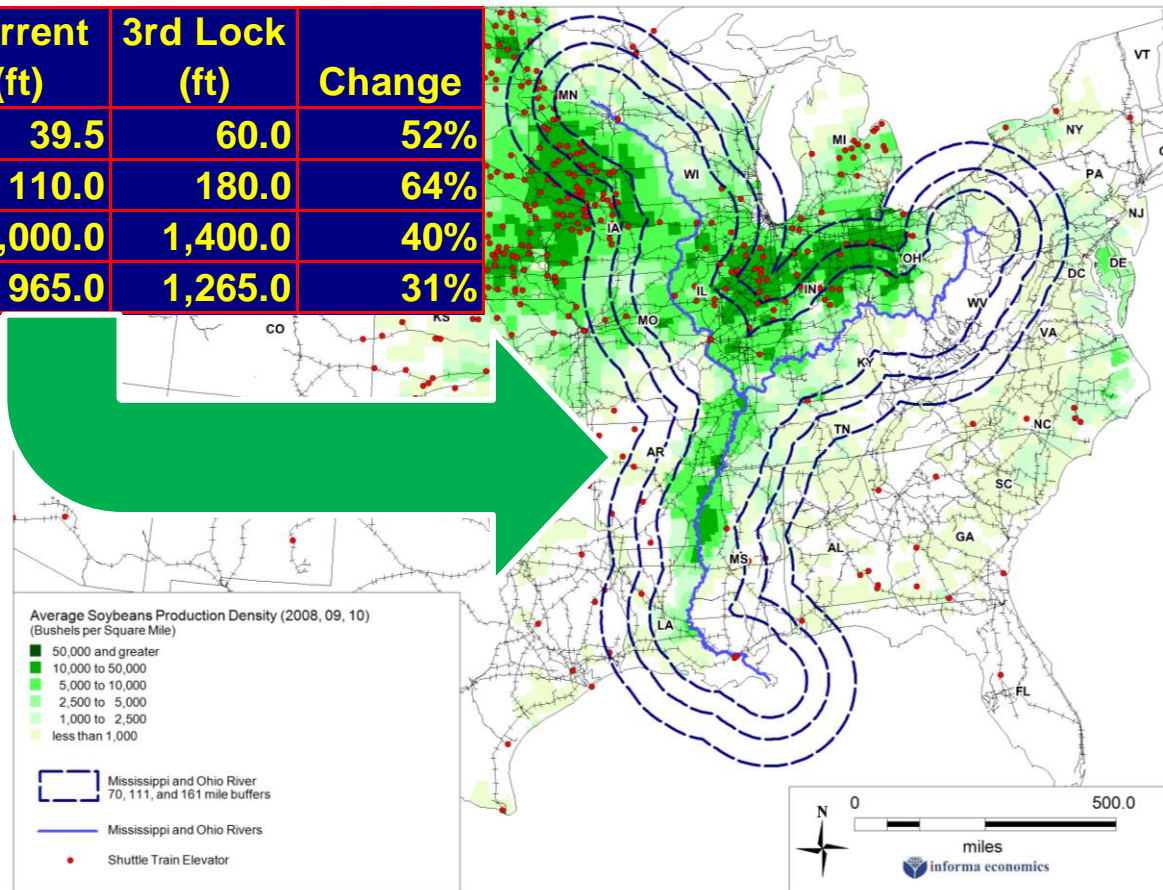 rrent 3rd Lock
(ft) (ft) Change
39.5 60.0 52%
110.0 180.0 64%
,000.0 1,400.0 40%
965.0 1,265.0 31%
VT
MN
NY
MI
WI
PA
NJ
IA
OH
DE
DC
IL
IN
WV
MO
CO
KS
VA
KY
NC
TN
AR
SC
GA
AL
MS
LA
FL
Average Soybeans Production Density (2008, 09, 10)
(Bushels per Square Mile)
50,000 and greater
10,000 to 50,000
5,000 to 10,000
2,500 to 5,000
1,000 to 2,500
less than 1,000
Mississippi and Ohio River
70, 111, and 161 mile buffers
Mississippi and Ohio Rivers
Shuttle Train Elevator
N
0 500.0
miles
informa economics